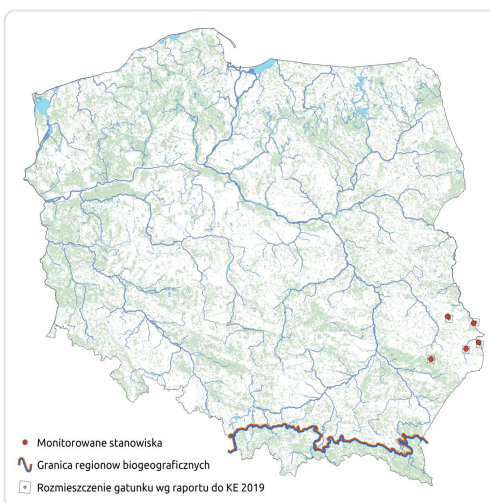 Monitorowane stanowiska
Granica regionow biogeograficznych
Rozmieszczenie gatunku wg raportu do KE 2019